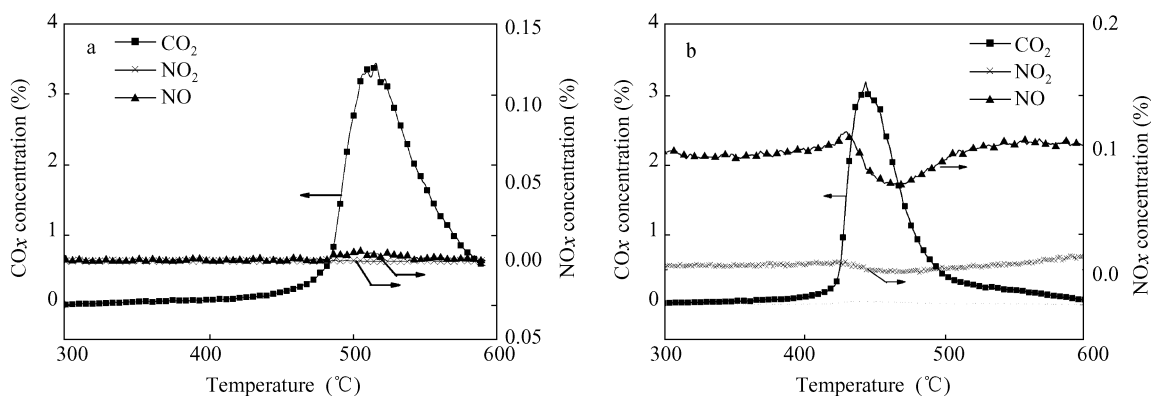 a
CO2
NO2
NO
4
3
2
1
0
COx concentration (%)
0.15
0.10
0.05
0.00
0.05
NOx concentration (%)
300
400
500
600
Temperature (℃)
b
CO2
NO2
NO
4
3
2
1
0
COx concentration (%)
0.2
0.1
0.0
NOx concentration (%)
300
400
500
600
Temperature (℃)